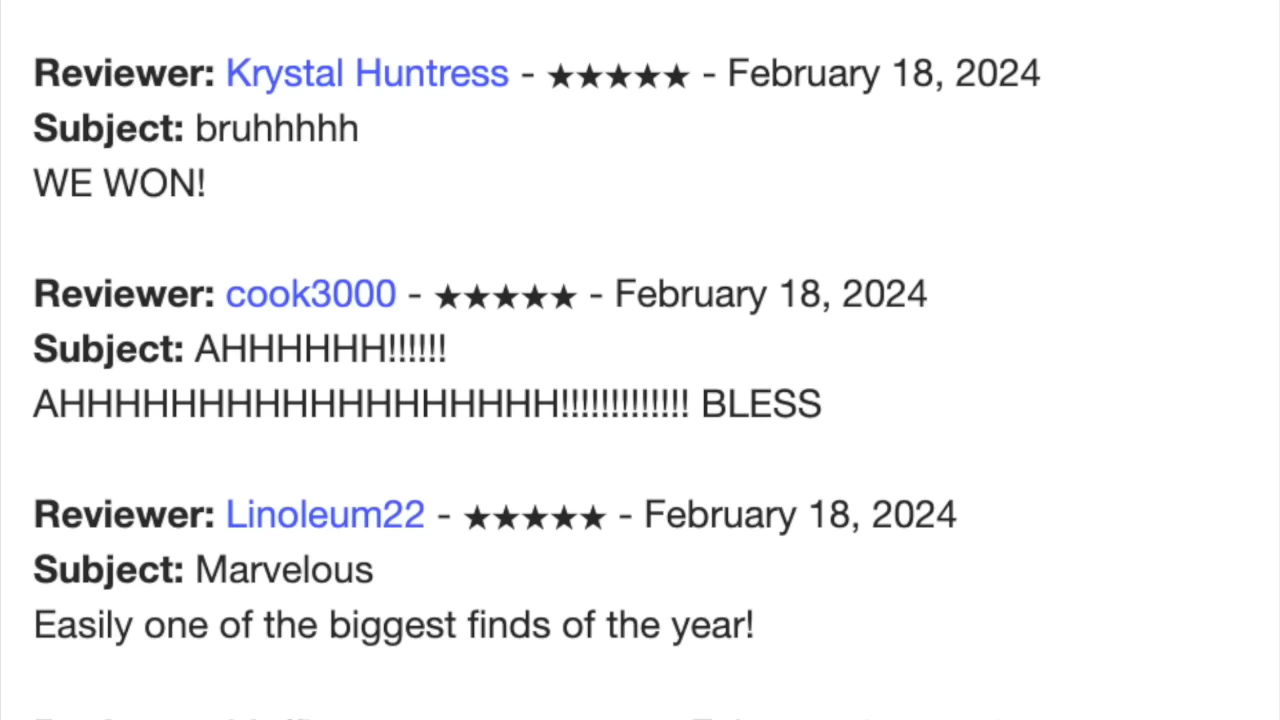 Reviewer: Krystal Huntress - ★★★★★ - February 18, 2024
Subject: bruhhhhh
WE WON!
Reviewer: cook3000 - ★★★★★ - February 18, 2024
Subject: AHHHHHH!!!!!!
AHHHHHHHHHHHHHHHHHH!!!!!!!!!!!!! BLESS
Reviewer: Linoleum22 - ★★★★★ - February 18, 2024
Subject: Marvelous
Easily one of the biggest finds of the year!